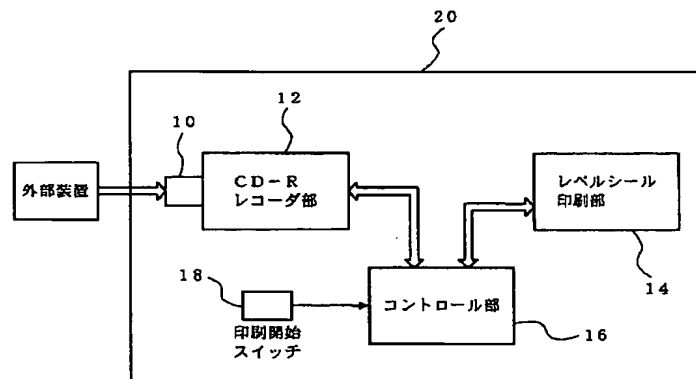 20
12
10
外部装置
CD-R
レコーダ部
レベルシール
印刷部
14
18
コントロール部
16
印刷開始
スイッチ